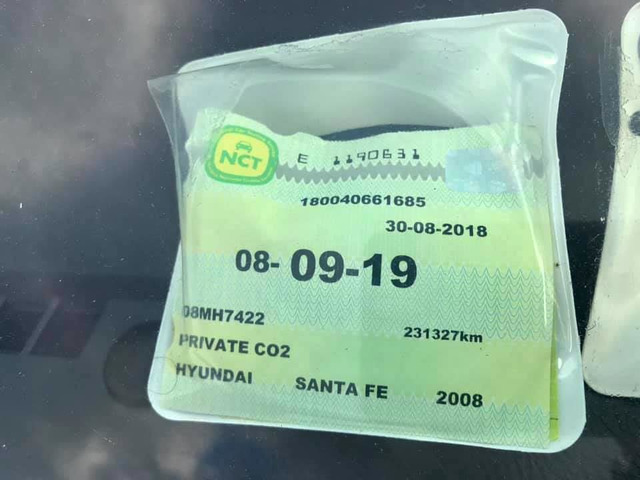 NCT
E 1190631
180040661685
30-08-2018
08-09-19
08MH7422
231327km
PRIVATE CO2
HYUNDAI SANTA FE 2008